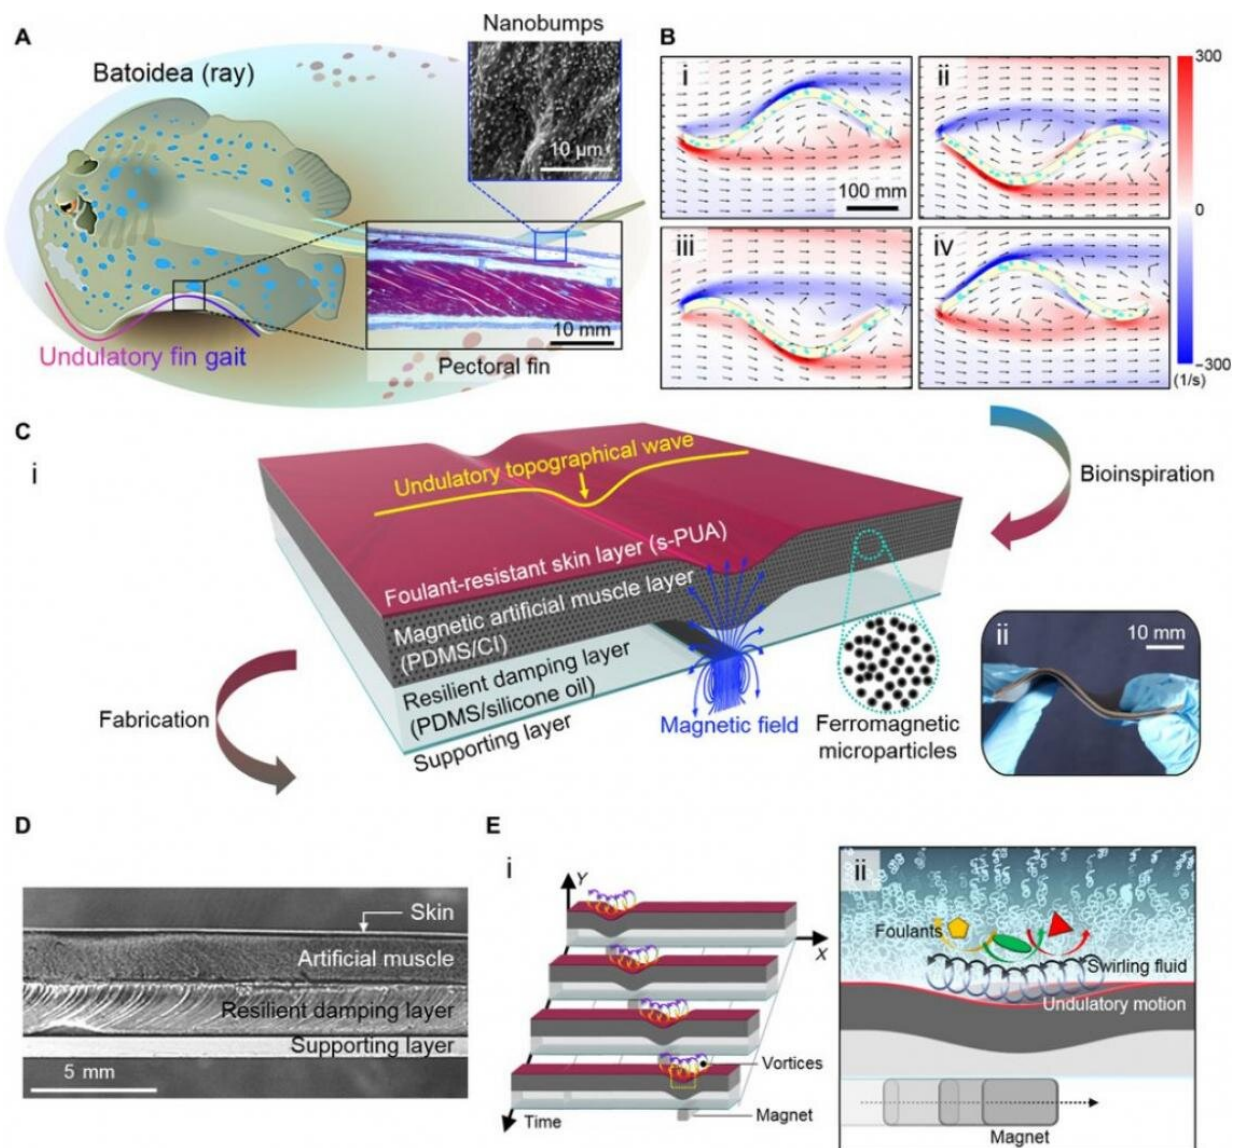 A
Batoidea (ray)
Nanobumps
10 µm
10 mm
Undulatory fin gait
Pectoral fin
B
i
ii
iii
iv
100 mm
300
0
−300
(1/s)
C
i
Undulatory topographical wave
Foulant-resistant skin layer (s-PUA)
Magnetic artificial muscle layer
(PDMS/CI)
Resilient damping layer
(PDMS/silicone oil)
Supporting layer
Magnetic field
Ferromagnetic
microparticles
Bioinspiration
Fabrication
ii
10 mm
D
Skin
Artificial muscle
Resilient damping layer
Supporting layer
5 mm
E
i
Y
X
Vortices
Magnet
Time
ii
Foulants
Swirling fluid
Undulatory motion
Magnet